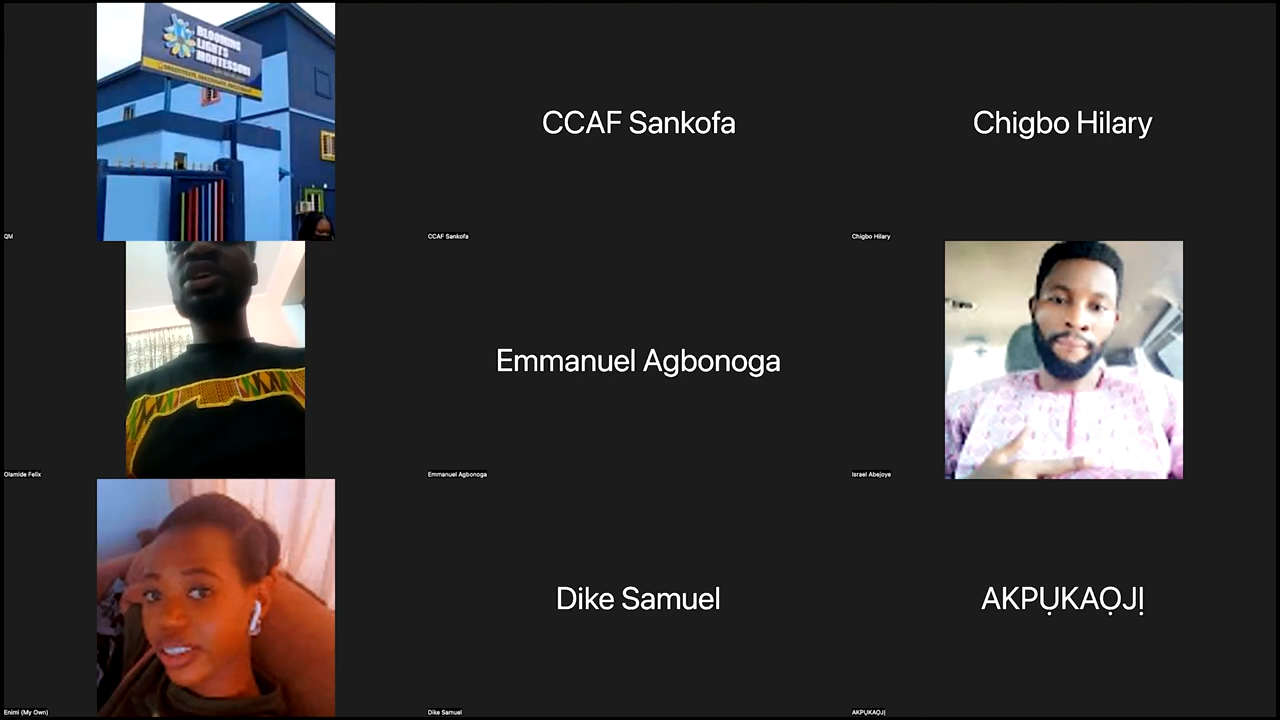 BLOOMING
LIGHTS
MONTESSORI
CCAF Sankofa
Chigbo Hilary
QM
CCAF Sankofa
Chigbo Hilary
Emmanuel Agbonoga
Olamide Felix
Emmanuel Agbonoga
Israel Abejoye
Dike Samuel
AKPỤKAỌJỊ
Enimi (My Own)
Dike Samuel
AKPỤKAỌJỊ